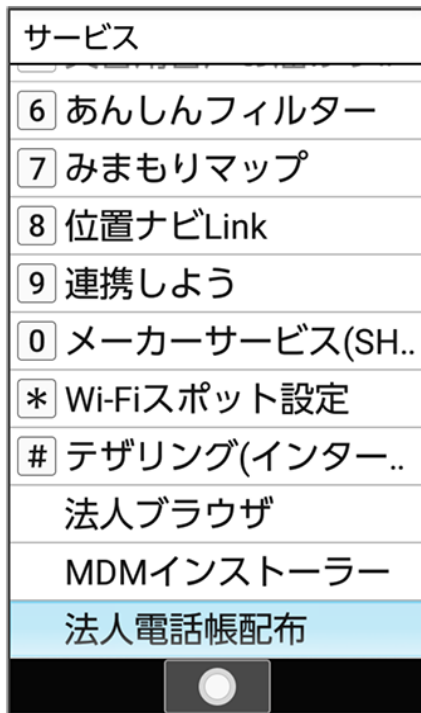 サービス
6 あんしんフィルター
7 みまもりマップ
8 位置ナビLink
9 連携しよう
0 メーカーサービス(SH..
* Wi-Fiスポット設定
# テザリング(インター..
法人ブラウザ
MDMインストーラー
法人電話帳配布